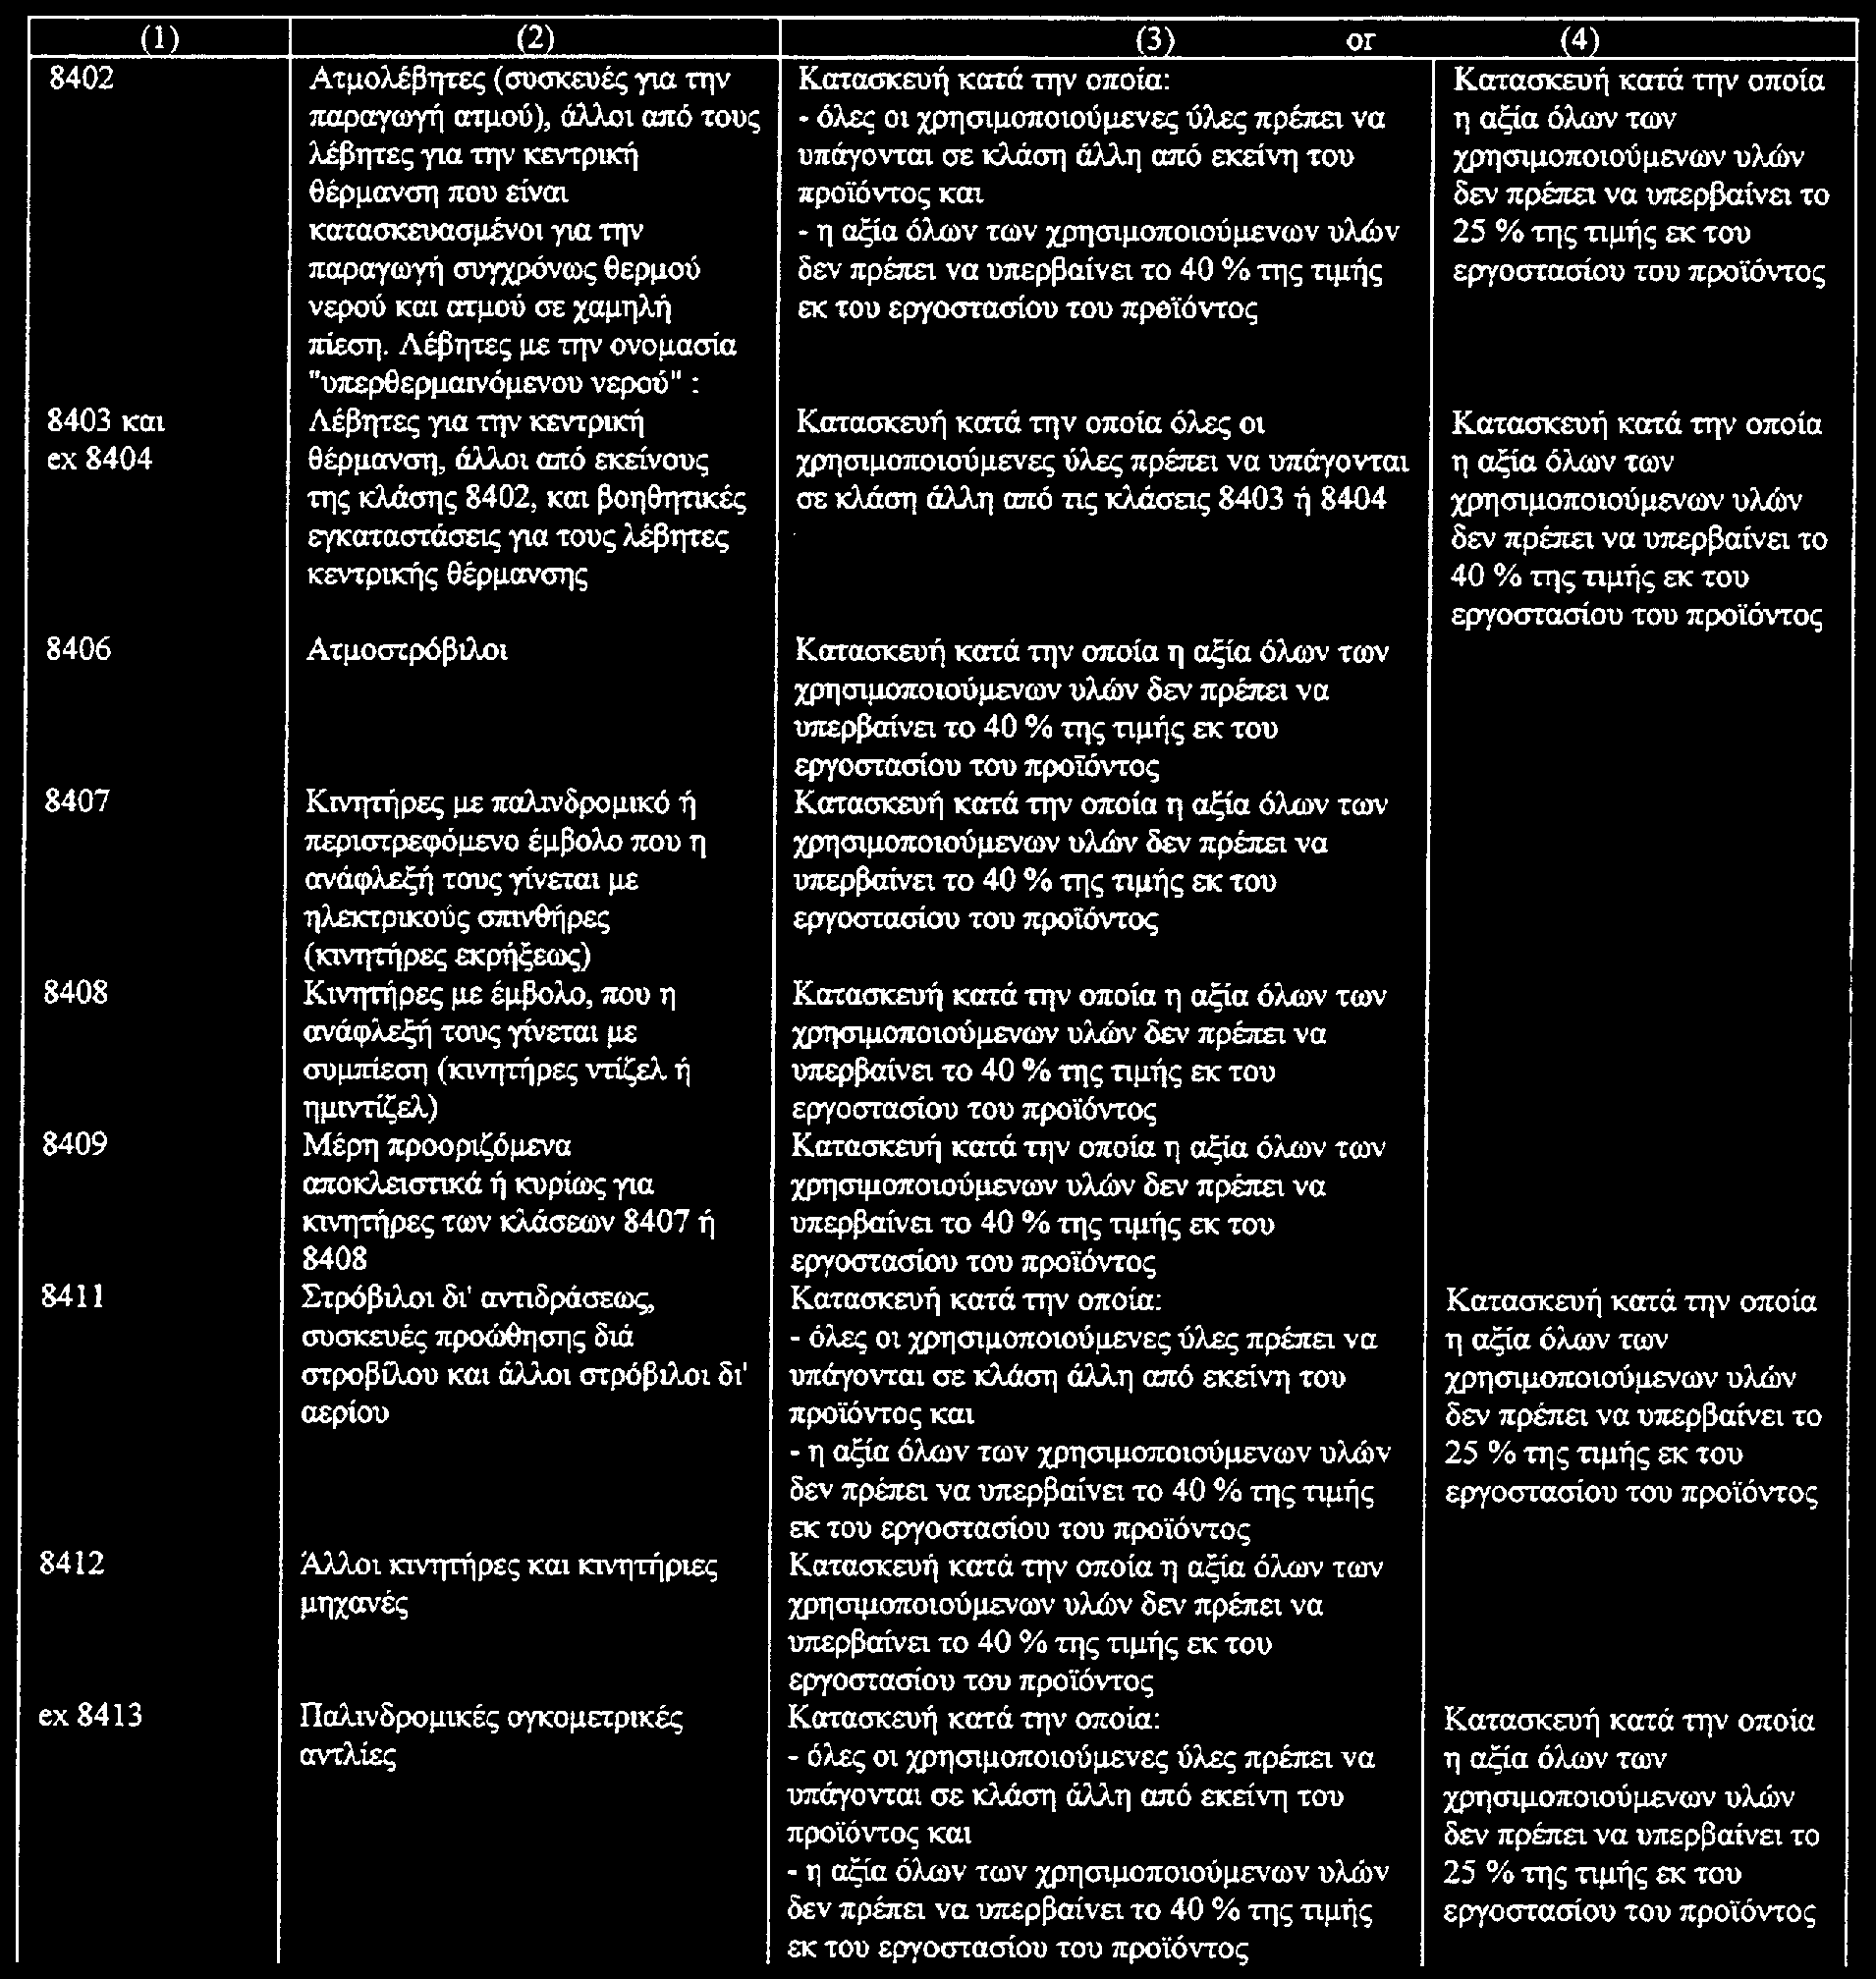 (1) (2) (3) or (4)
8402
Ατμολέβητες (συσκευές για την
παραγωγή ατμού), άλλοι από τους
λέβητες για την κεντρική
θέρμανση που είναι
κατασκευασμένοι για την
παραγωγή συγχρόνως θερμού
νερού και ατμού σε χαμηλή
πίεση. Λέβητες με την ονομασία
"υπερθερμαινόμενου νερού" :
Κατασκευή κατά την οποία:
- όλες οι χρησιμοποιούμενες ύλες πρέπει να
υπάγονται σε κλάση άλλη από εκείνη του
προϊόντος και
- η αξία όλων των χρησιμοποιούμενων υλών
δεν πρέπει να υπερβαίνει το 40 % της τιμής
εκ του εργοστασίου του προϊόντος
Κατασκευή κατά την οποία
η αξία όλων των
χρησιμοποιούμενων υλών
δεν πρέπει να υπερβαίνει το
25 % της τιμής εκ του
εργοστασίου του προϊόντος
8403 και
ex 8404
Λέβητες για την κεντρική
θέρμανση, άλλοι από εκείνους
της κλάσης 8402, και βοηθητικές
εγκαταστάσεις για τους λέβητες
κεντρικής θέρμανσης
Κατασκευή κατά την οποία όλες οι
χρησιμοποιούμενες ύλες πρέπει να υπάγονται
σε κλάση άλλη από τις κλάσεις 8403 ή 8404
Κατασκευή κατά την οποία
η αξία όλων των
χρησιμοποιούμενων υλών
δεν πρέπει να υπερβαίνει το
40 % της τιμής εκ του
εργοστασίου του προϊόντος
8406
Ατμοστρόβιλοι
Κατασκευή κατά την οποία η αξία όλων των
χρησιμοποιούμενων υλών δεν πρέπει να
υπερβαίνει το 40 % της τιμής εκ του
εργοστασίου του προϊόντος
8407
Κινητήρες με παλινδρομικό ή
περιστρεφόμενο έμβολο που η
ανάφλεξή τους γίνεται με
ηλεκτρικούς σπινθήρες
(κινητήρες εκρήξεως)
Κατασκευή κατά την οποία η αξία όλων των
χρησιμοποιούμενων υλών δεν πρέπει να
υπερβαίνει το 40 % της τιμής εκ του
εργοστασίου του προϊόντος
8408
Κινητήρες με έμβολο, που η
ανάφλεξή τους γίνεται με
συμπίεση (κινητήρες ντίζελ ή
ημιντίζελ)
Κατασκευή κατά την οποία η αξία όλων των
χρησιμοποιούμενων υλών δεν πρέπει να
υπερβαίνει το 40 % της τιμής εκ του
εργοστασίου του προϊόντος
8409
Μέρη προοριζόμενα
αποκλειστικά ή κυρίως για
κινητήρες των κλάσεων 8407 ή
8408
Κατασκευή κατά την οποία η αξία όλων των
χρησιμοποιούμενων υλών δεν πρέπει να
υπερβαίνει το 40 % της τιμής εκ του
εργοστασίου του προϊόντος
8411
Στρόβιλοι δι' αντιδράσεως,
συσκευές προώθησης διά
στροβίλου και άλλοι στρόβιλοι δι'
αερίου
Κατασκευή κατά την οποία:
- όλες οι χρησιμοποιούμενες ύλες πρέπει να
υπάγονται σε κλάση άλλη από εκείνη του
προϊόντος και
- η αξία όλων των χρησιμοποιούμενων υλών
δεν πρέπει να υπερβαίνει το 40 % της τιμής
εκ του εργοστασίου του προϊόντος
Κατασκευή κατά την οποία
η αξία όλων των
χρησιμοποιούμενων υλών
δεν πρέπει να υπερβαίνει το
25 % της τιμής εκ του
εργοστασίου του προϊόντος
8412
Άλλοι κινητήρες και κινητήριες
μηχανές
Κατασκευή κατά την οποία η αξία όλων των
χρησιμοποιούμενων υλών δεν πρέπει να
υπερβαίνει το 40 % της τιμής εκ του
εργοστασίου του προϊόντος
ex 8413
Παλινδρομικές ογκομετρικές
αντλίες
Κατασκευή κατά την οποία:
- όλες οι χρησιμοποιούμενες ύλες πρέπει να
υπάγονται σε κλάση άλλη από εκείνη του
προϊόντος και
- η αξία όλων των χρησιμοποιούμενων υλών
δεν πρέπει να υπερβαίνει το 40 % της τιμής
εκ του εργοστασίου του προϊόντος
Κατασκευή κατά την οποία
η αξία όλων των
χρησιμοποιούμενων υλών
δεν πρέπει να υπερβαίνει το
25 % της τιμής εκ του
εργοστασίου του προϊόντος